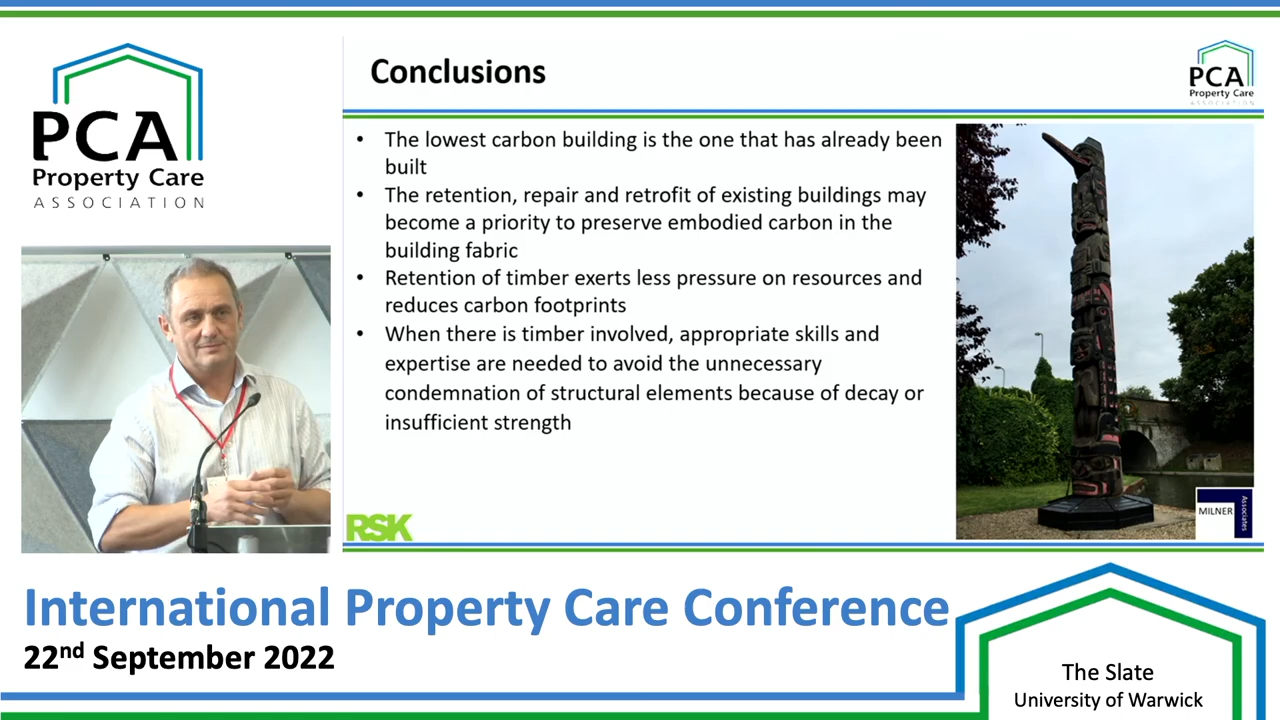 PCA
Property Care
ASSOCIATION
Conclusions
PCA
Property Care
ASSOCIATION
• The lowest carbon building is the one that has already been
built
• The retention, repair and retrofit of existing buildings may
become a priority to preserve embodied carbon in the
building fabric
• Retention of timber exerts less pressure on resources and
reduces carbon footprints
• When there is timber involved, appropriate skills and
expertise are needed to avoid the unnecessary
condemnation of structural elements because of decay or
insufficient strength
RSK
MILNER
Associates
International Property Care Conference
22nd September 2022
The Slate
University of Warwick